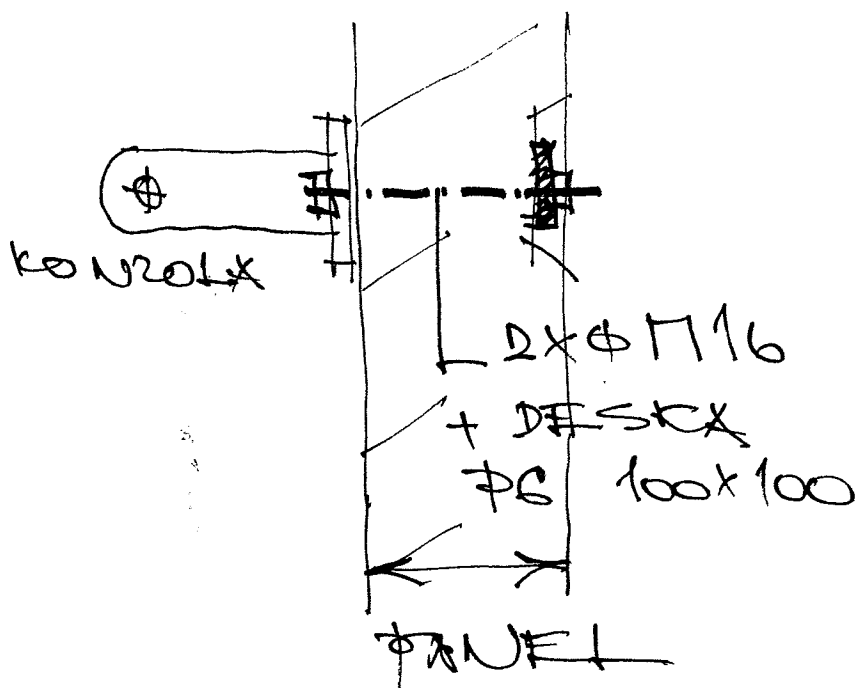 KONZOLA
2XΦM16
+ DESKA
P6 100X100
PANEL